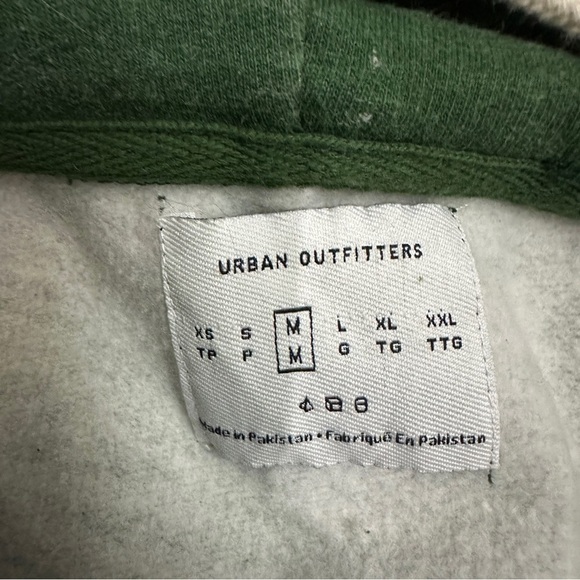 URBAN OUTFITTERS
XS S M L XL XXL
TP P M G TG TTG
Made in Pakistan • Fabriqué En Pakistan